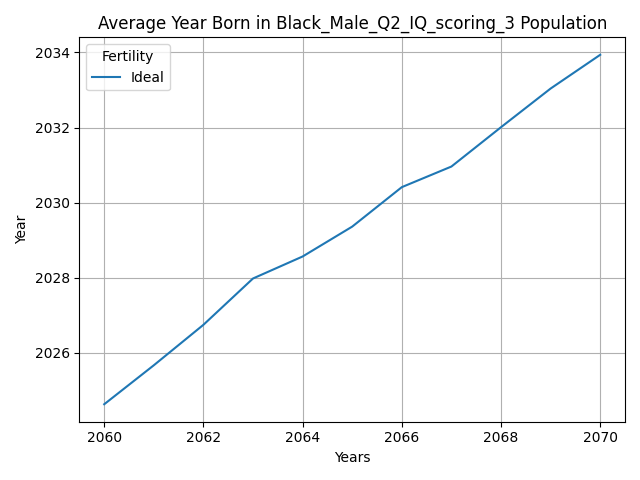 Average Year Born in Black_Male_Q2_IQ_scoring_3 Population
Fertility
Ideal
2034
2032
2030
2028
2026
Year
2060 2062 2064 2066 2068 2070
Years